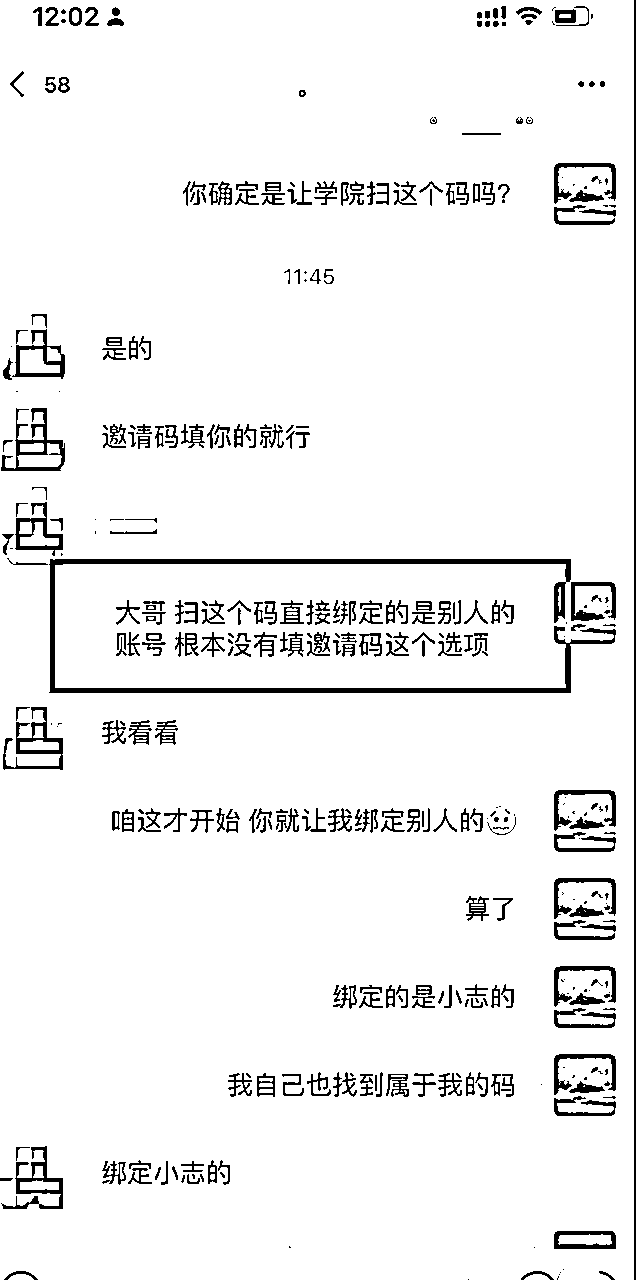 12:02
58
你确定是让学院扫这个码吗?
11:45
是的
邀请码填你的就行
大哥 扫这个码直接绑定的是别人的
账号 根本没有填邀请码这个选项
我看看
咱这才开始 你就让我绑定别人的
算了
绑定的是小志的
我自己也找到属于我的码
绑定小志的